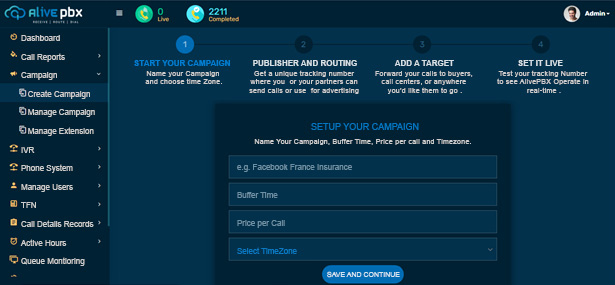 Alive pbx
RECEIVE | ROUTE | DIAL
0
Live
2211
Completed
Admin
Dashboard
Call Reports
Campaign
Create Campaign
Manage Campaign
Manage Extension
IVR
Phone System
Manage Users
TFN
Call Details Records
Active Hours
Queue Montioring
1
START YOUR CAMPAIGN
Name your Campaign
and choose time Zone.
2
PUBLISHER AND ROUTING
Get a unique tracking number
where you or your partners can
send calls or use for advertising
3
ADD A TARGET
Forward your calls to buyers,
call centers, or anywhere
you'd like them to go .
4
SET IT LIVE
Test your tracking Number
to see AlivePBX Operate in
real-time .
SETUP YOUR CAMPAIGN
Name Your Campaign, Buffer Time, Price per call and Timezone.
e.g. Facebook France Insurance
Buffer Time
Price per Call
Select TimeZone
SAVE AND CONTINUE